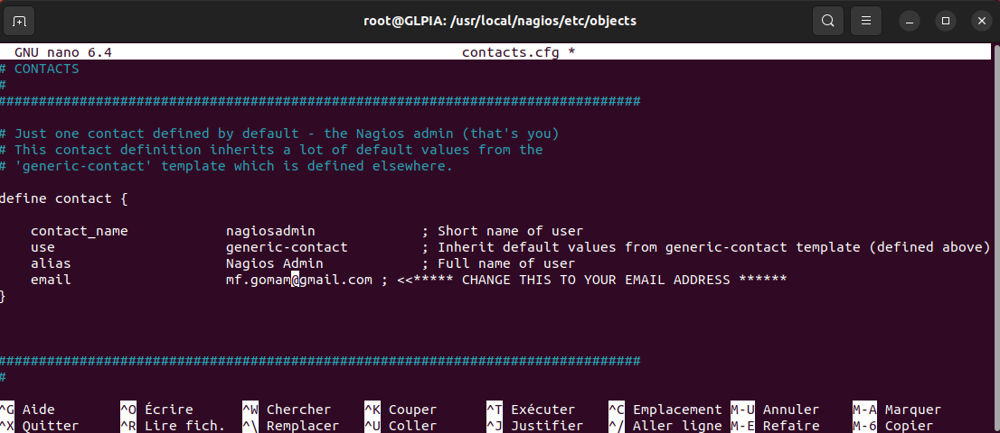 root@GLPIA: /usr/local/nagios/etc/objects
GNU nano 6.4 contacts.cfg *
# CONTACTS
#
###############################################################################
# Just one contact defined by default - the Nagios admin (that's you)
# This contact definition inherits a lot of default values from the
# 'generic-contact' template which is defined elsewhere.
define contact {
contact_name nagiosadmin ; Short name of user
use generic-contact ; Inherit default values from generic-contact template (defined above)
alias Nagios Admin ; Full name of user
email mf.gomam@gmail.com ; <<***** CHANGE THIS TO YOUR EMAIL ADDRESS ******
}
###############################################################################
#
^G Aide ^O Écrire ^W Chercher ^K Couper ^T Exécuter ^C Emplacement M-U Annuler M-A Marquer
^X Quitter ^R Lire fich. ^\ Remplacer ^U Coller ^J Justifier ^/ Aller ligne M-E Refaire M-6 Copier